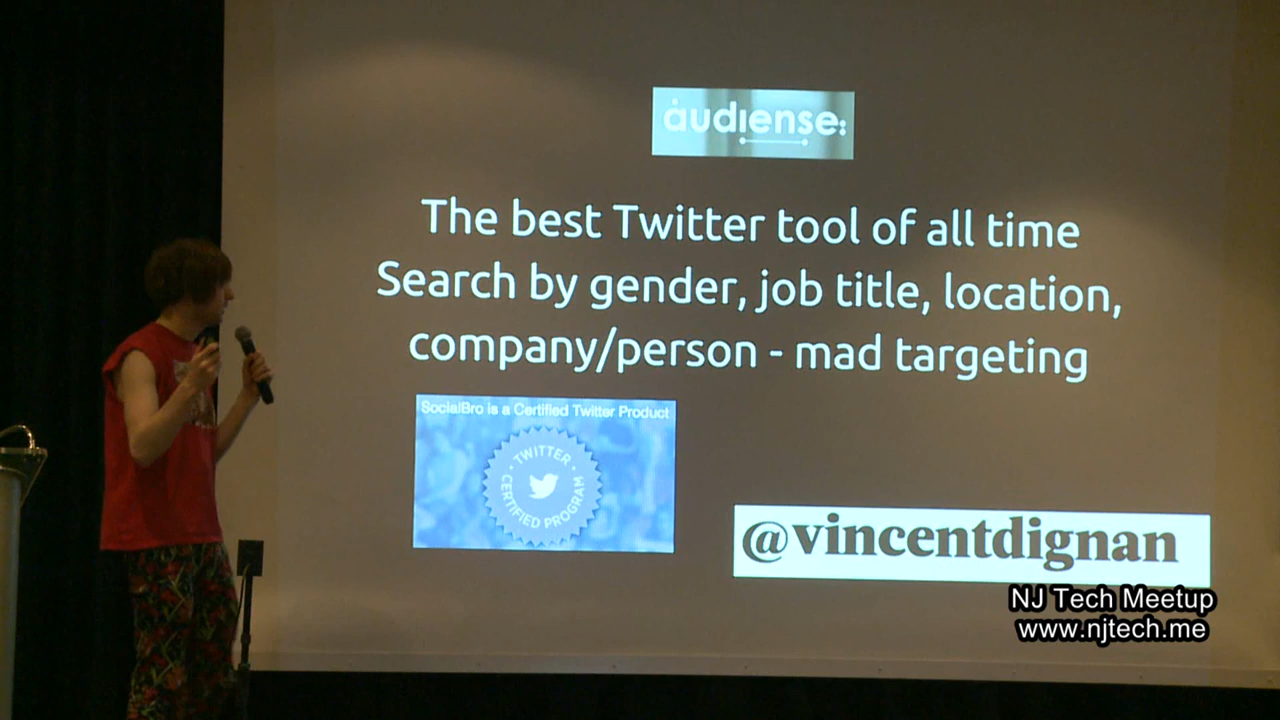 audiense:
The best Twitter tool of all time
Search by gender, job title, location,
company/person - mad targeting
SocialBro is a Certified Twitter Product
TWITTER
CERTIFIED PROGRAM
@vincentdignan
NJ Tech Meetup
www.njtech.me